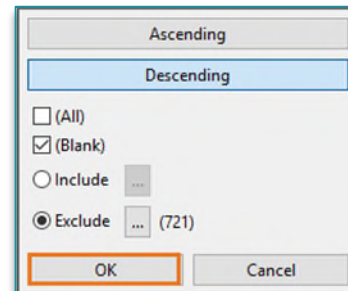 Ascending
Descending
(All)
(Blank)
Include ...
Exclude ... (721)
OK Cancel